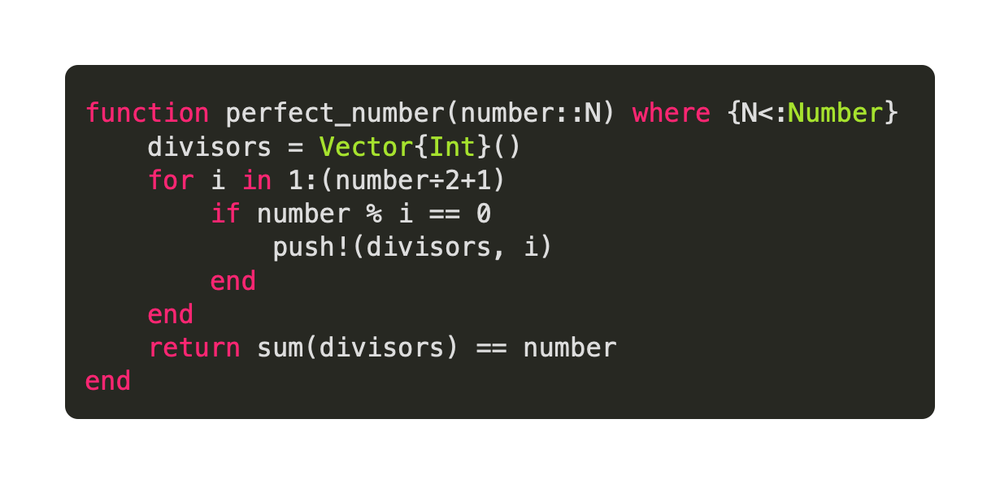 function perfect_number(number::N) where {N<:Number}
    divisors = Vector{Int}()
    for i in 1:(number÷2+1)
        if number % i == 0
            push!(divisors, i)
        end
    end
    return sum(divisors) == number
end